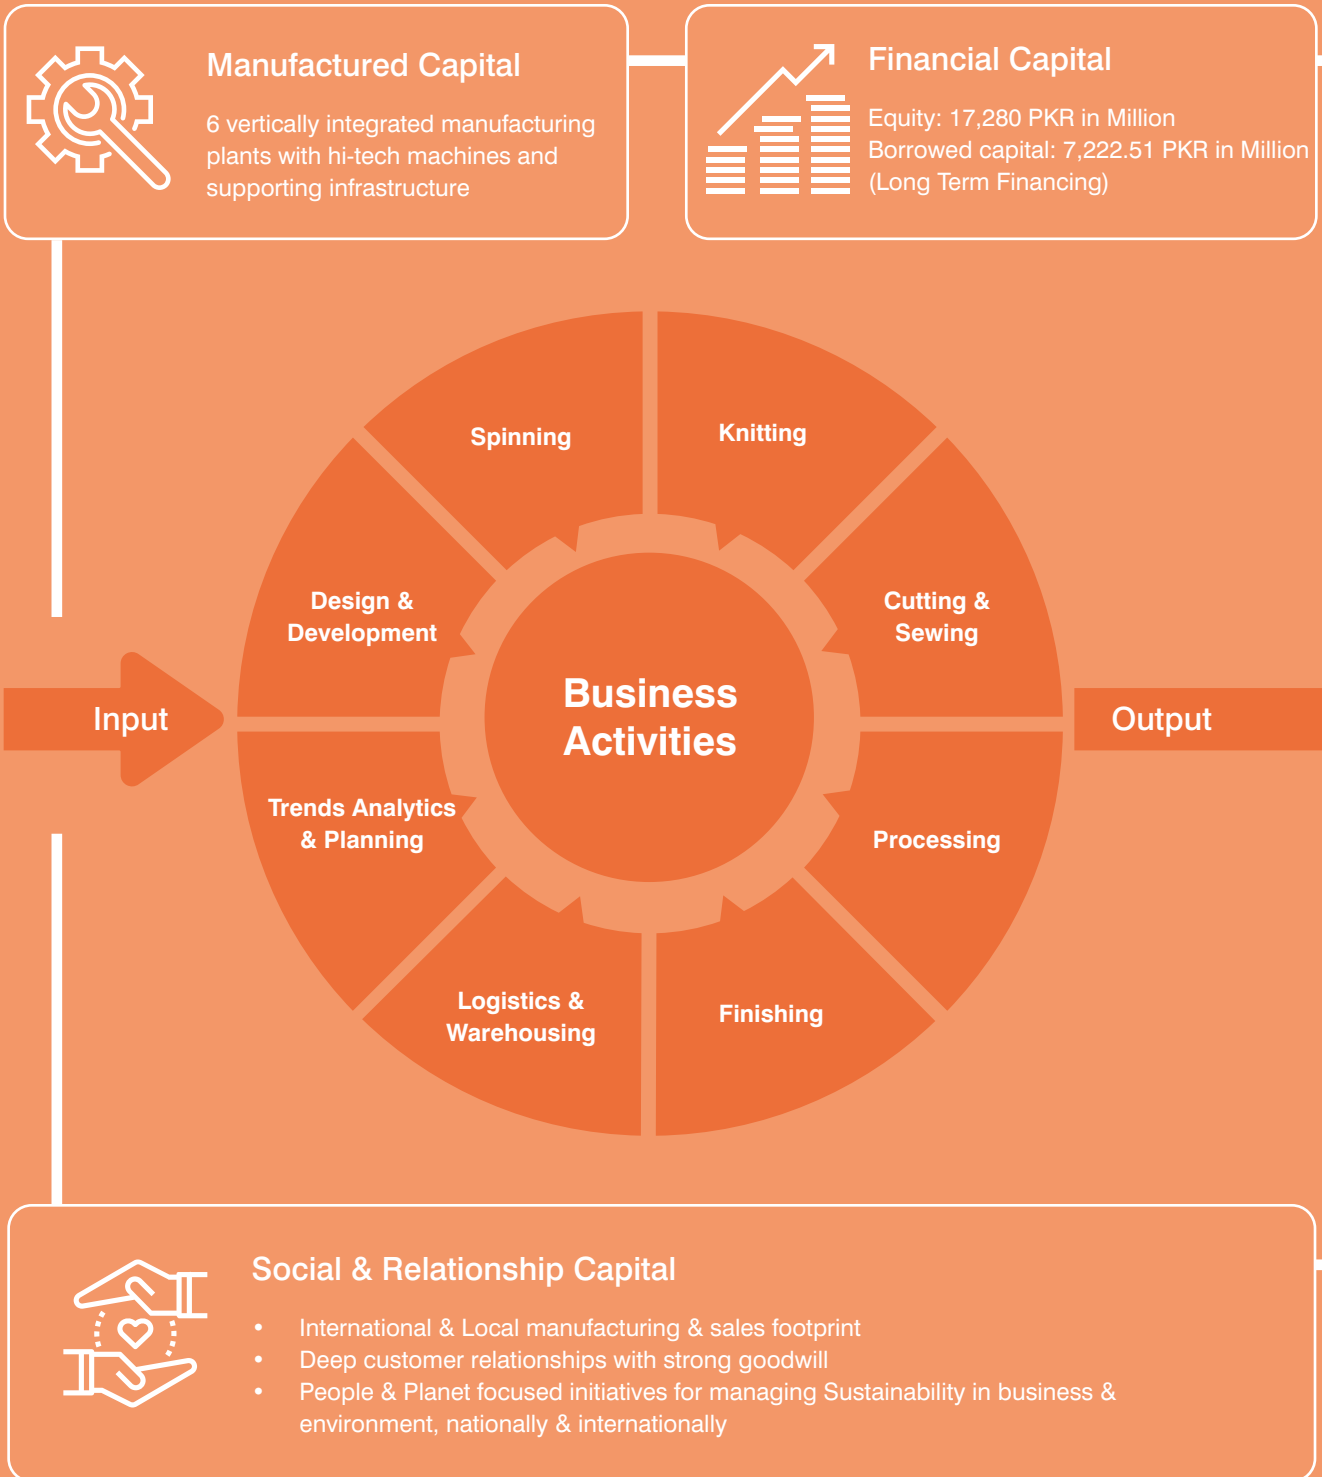 Manufactured Capital
6 vertically integrated manufacturing
plants with hi-tech machines and
supporting infrastructure
Financial Capital
Equity: 17,280 PKR in Million
Borrowed capital: 7,222.51 PKR in Million
(Long Term Financing)
Spinning
Knitting
Design &
Development
Cutting &
Sewing
Input
Business
Activities
Output
Trends Analytics
& Planning
Processing
Logistics &
Warehousing
Finishing
Social & Relationship Capital
• International & Local manufacturing & sales footprint
• Deep customer relationships with strong goodwill
• People & Planet focused initiatives for managing Sustainability in business &
environment, nationally & internationally